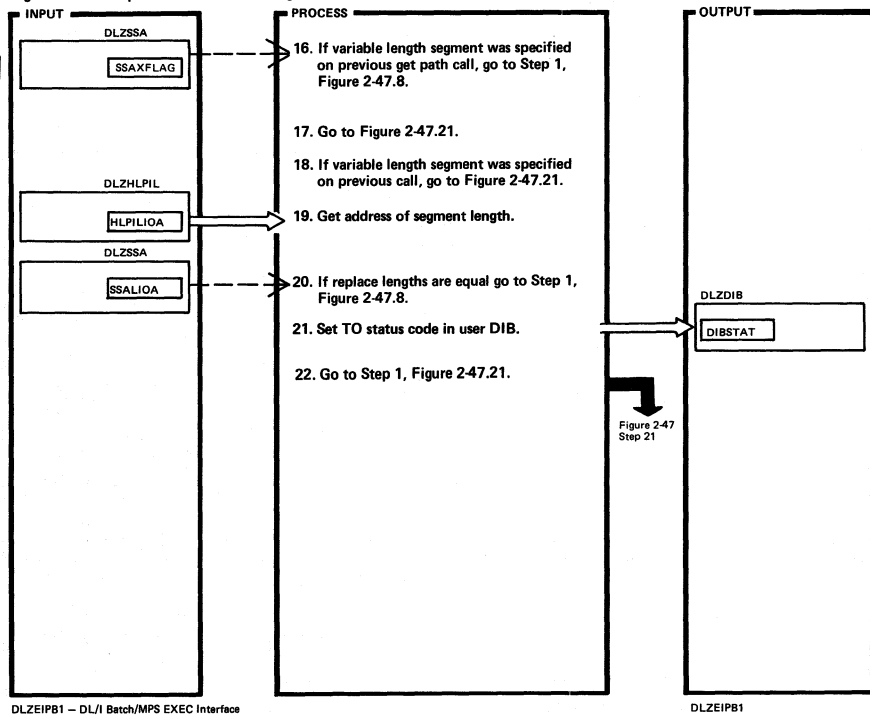 INPUT
DLZSSA
SSAXFLAG
DLZHLPIL
HLPILIOA
DLZSSA
SSALIOA
PROCESS
16. If variable length segment was specified
on previous get path call, go to Step 1,
Figure 2-47.8.
17. Go to Figure 2-47.21.
18. If variable length segment was specified
on previous call, go to Figure 2-47.21.
19. Get address of segment length.
20. If replace lengths are equal go to Step 1,
Figure 2-47.8.
21. Set TO status code in user DIB.
22. Go to Step 1, Figure 2-47.21.
Figure 2-47
Step 21
OUTPUT
DLZDIB
DIBSTAT
DLZEIPB1 – DL/I Batch/MPS EXEC Interface
DLZEIPB1